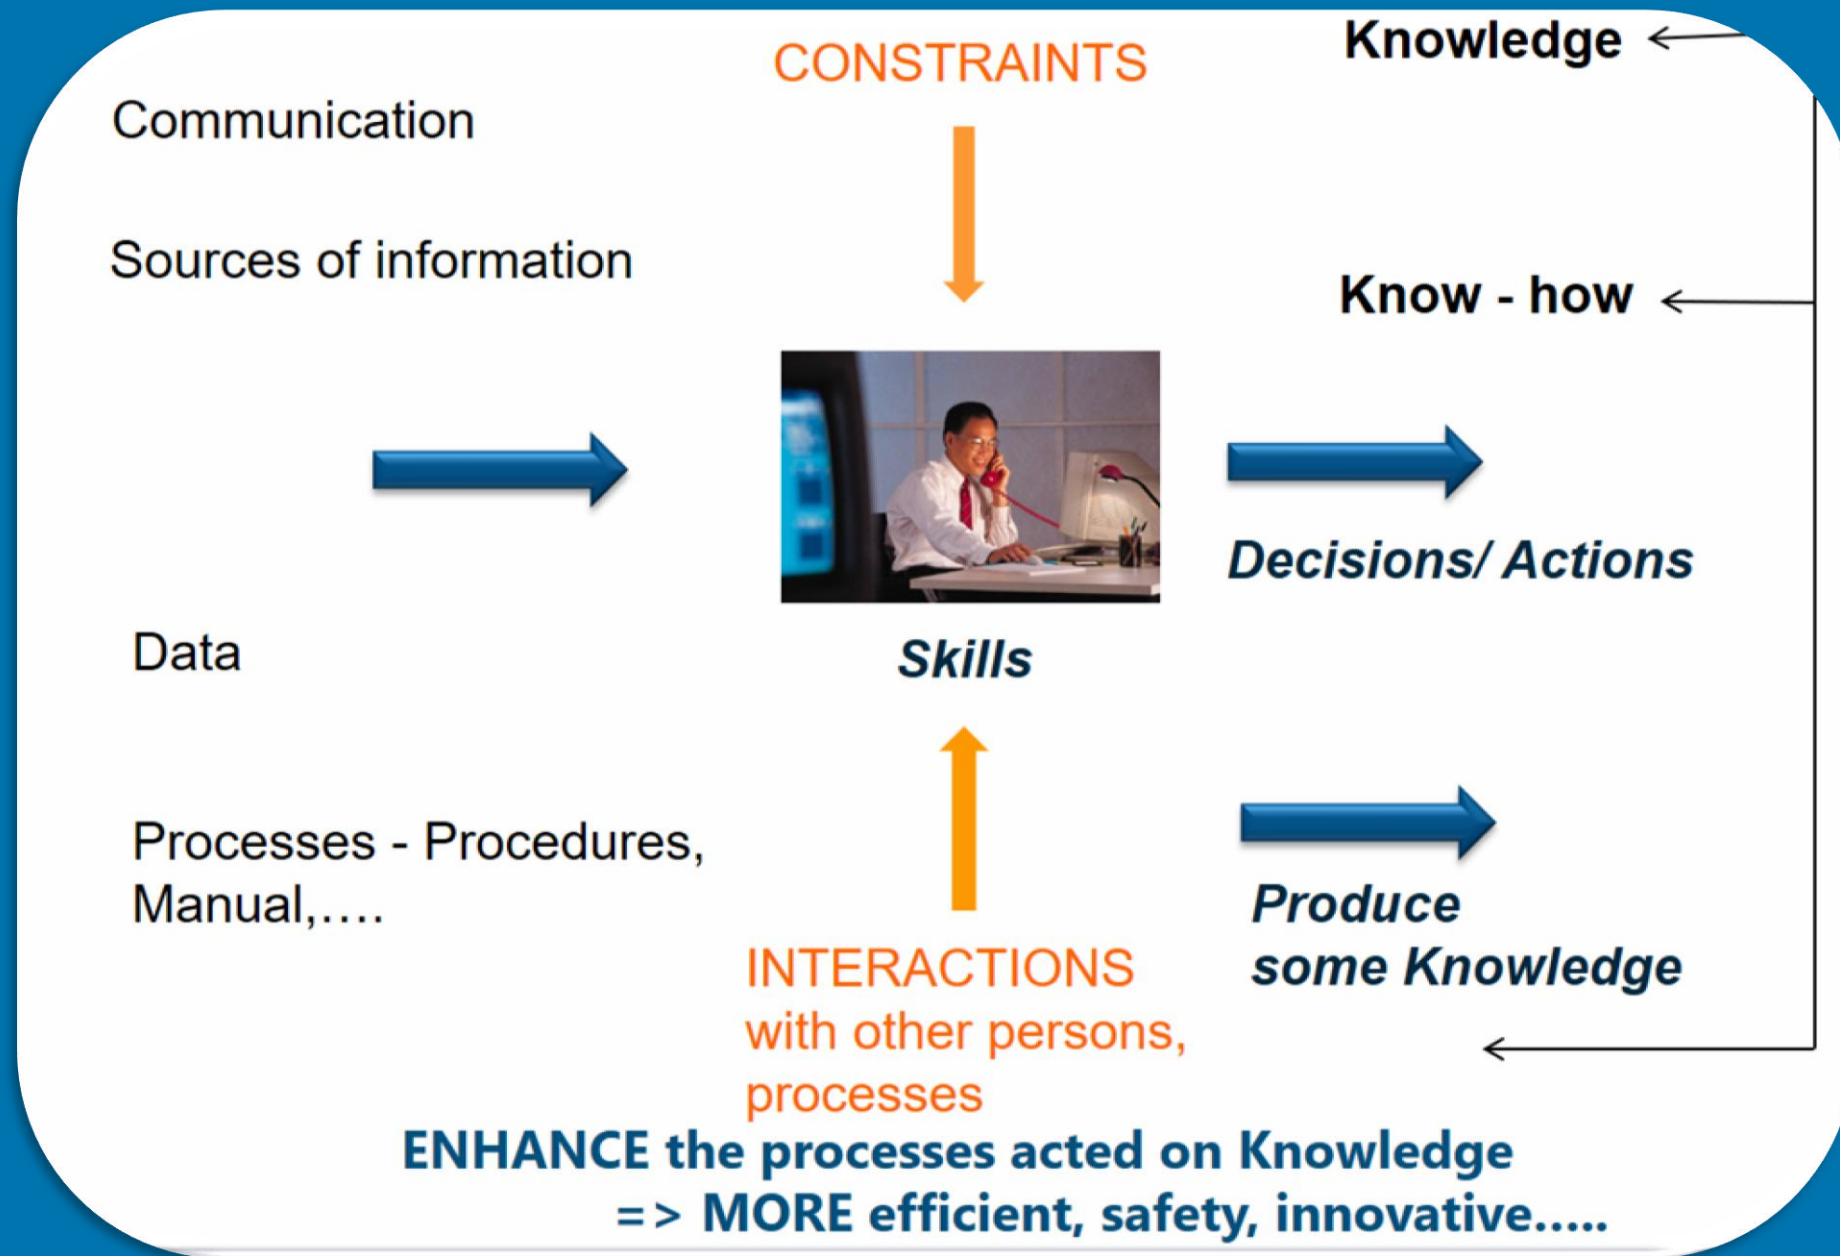 CONSTRAINTS
Knowledge
Communication
Sources of information
Know - how
Decisions/ Actions
Data
Skills
Processes - Procedures,
Manual,....
Produce
some Knowledge
INTERACTIONS
with other persons,
processes
ENHANCE the processes acted on Knowledge
=> MORE efficient, safety, innovative.....